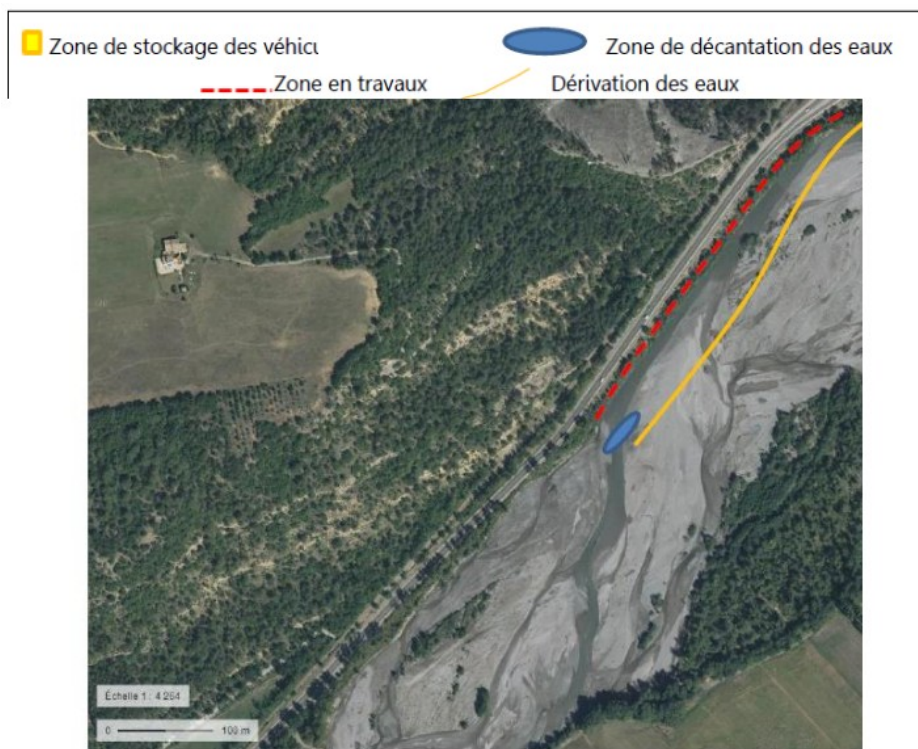 Zone de stockage des véhicu
Zone de décantation des eaux
Zone en travaux
Dérivation des eaux
Échelle 1 : 4 264
0 100 m